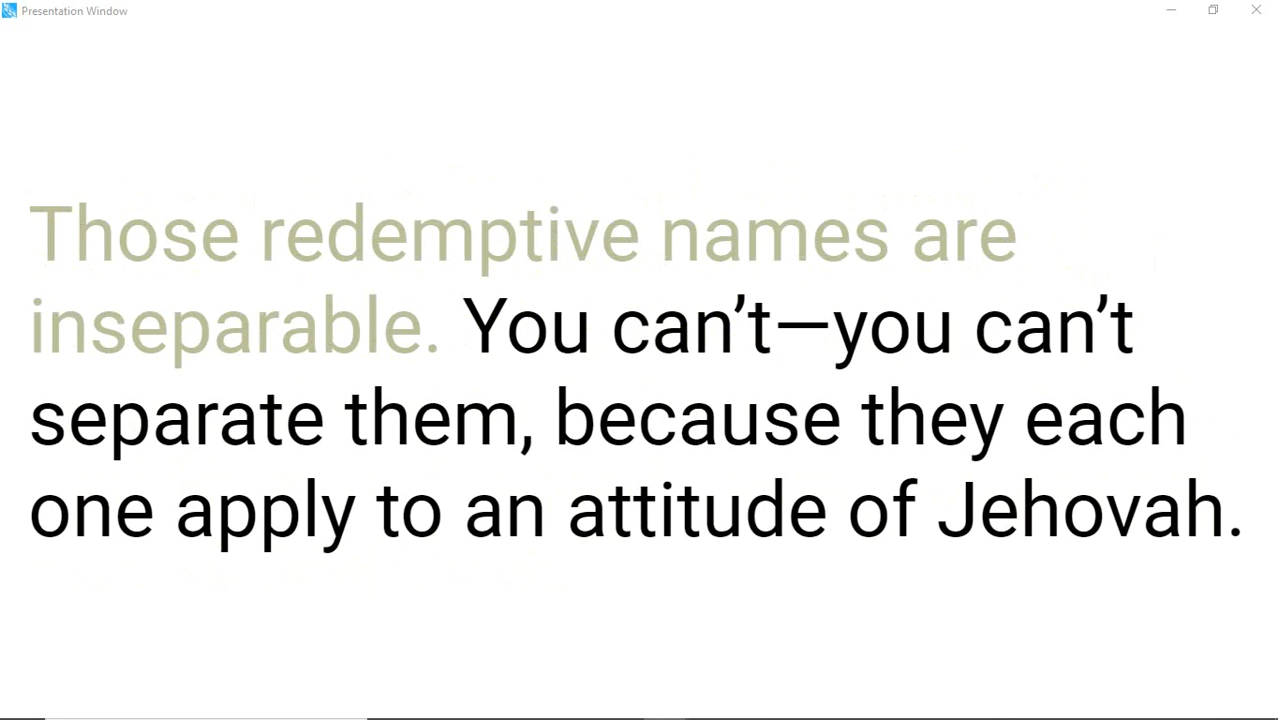 Presentation Window
Those redemptive names are
inseparable. You can’t—you can’t
separate them, because they each
one apply to an attitude of Jehovah.